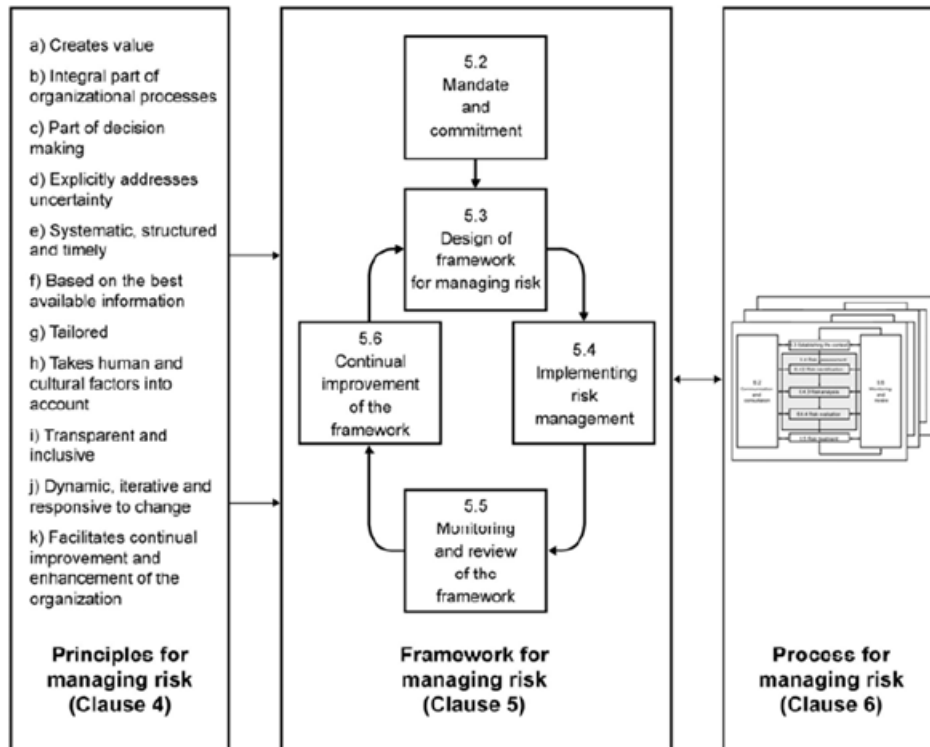 a) Creates value
b) Integral part of
organizational processes
c) Part of decision
making
d) Explicitly addresses
uncertainty
e) Systematic, structured
and timely
f) Based on the best
available information
g) Tailored
h) Takes human and
cultural factors into
account
i) Transparent and
inclusive
j) Dynamic, iterative and
responsive to change
k) Facilitates continual
improvement and
enhancement of the
organization
Principles for
managing risk
(Clause 4)
5.2
Mandate
and
commitment
5.3
Design of
framework
for managing risk
5.6
Continual
improvement of the
framework
5.4
Implementing
risk
management
5.5
Monitoring
and review
of the
framework
Framework for
managing risk
(Clause 5)
and
and
Process for
managing risk
(Clause 6)